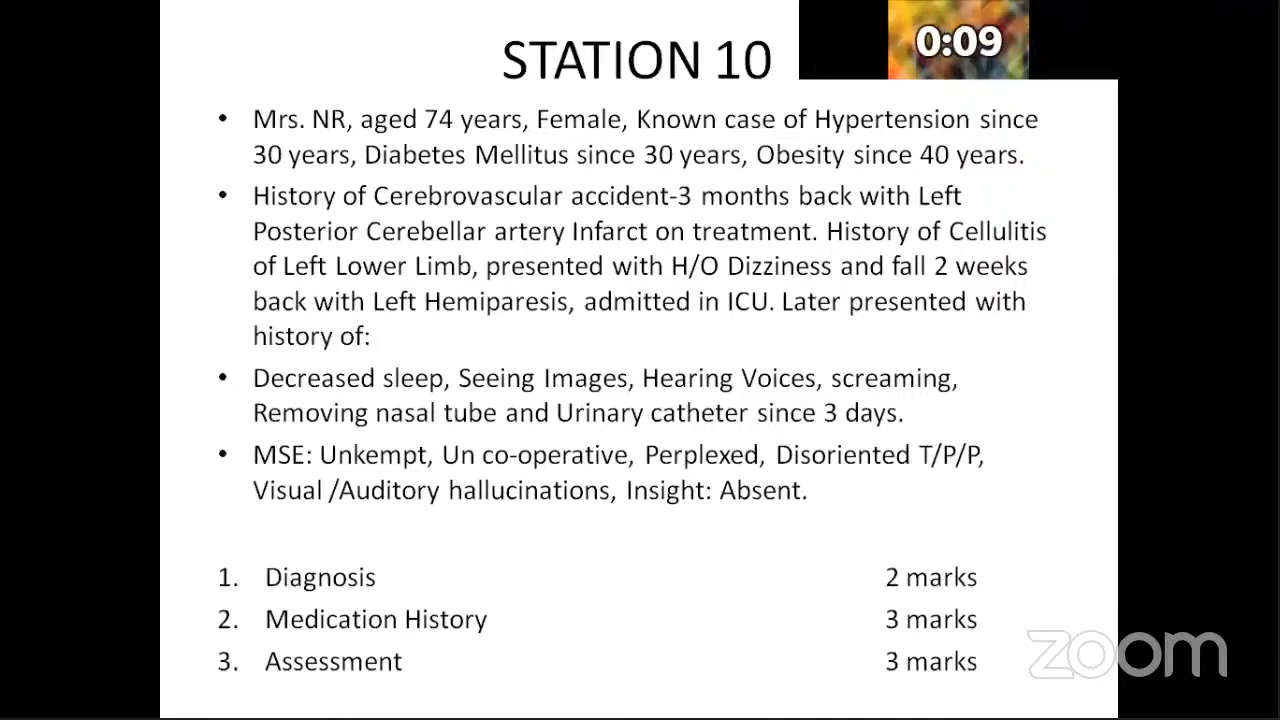 STATION 10
0:09
• Mrs. NR, aged 74 years, Female, Known case of Hypertension since
30 years, Diabetes Mellitus since 30 years, Obesity since 40 years.
• History of Cerebrovascular accident-3 months back with Left
Posterior Cerebellar artery Infarct on treatment. History of Cellulitis
of Left Lower Limb, presented with H/O Dizziness and fall 2 weeks
back with Left Hemiparesis, admitted in ICU. Later presented with
history of:
• Decreased sleep, Seeing Images, Hearing Voices, screaming,
Removing nasal tube and Urinary catheter since 3 days.
• MSE: Unkempt, Un co-operative, Perplexed, Disoriented T/P/P,
Visual /Auditory hallucinations, Insight: Absent.
1. Diagnosis 2 marks
2. Medication History 3 marks
3. Assessment 3 marks
zoom